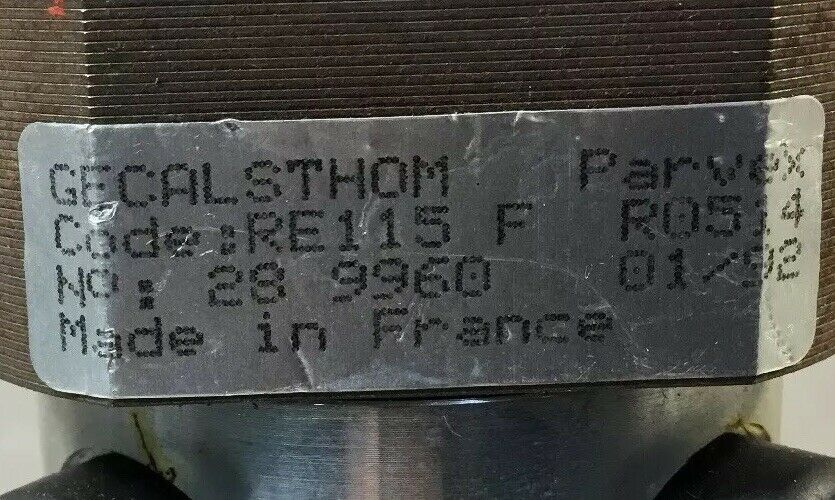 GECALSTHOM Parvex
Code:RE115 F R0514
NO: 28 9960 01/92
Made in France